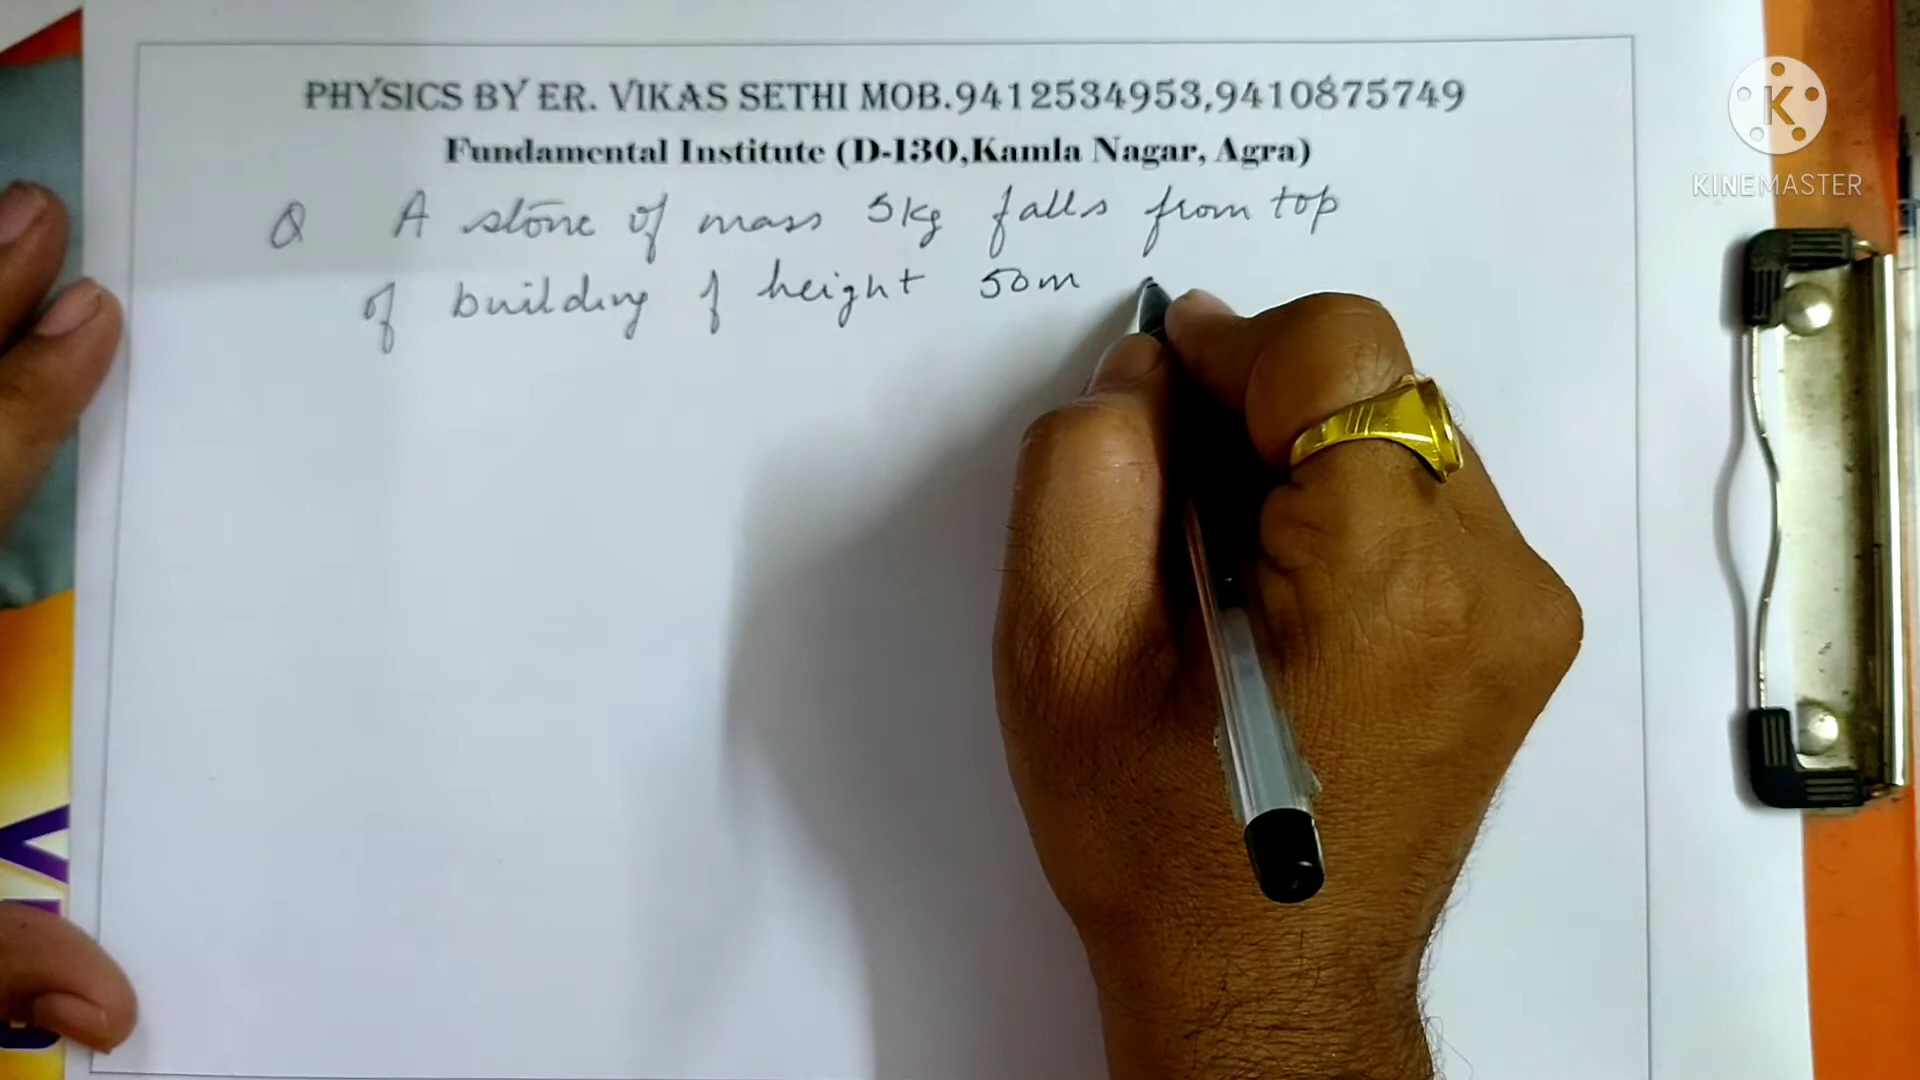 PHYSICS BY ER. VIKAS SETHI MOB.9412534953,9410875749
Fundamental Institute (D-130,Kamla Nagar, Agra)
KINEMASTER
Q A stone of mass 5kg falls from top
of building of height 50m